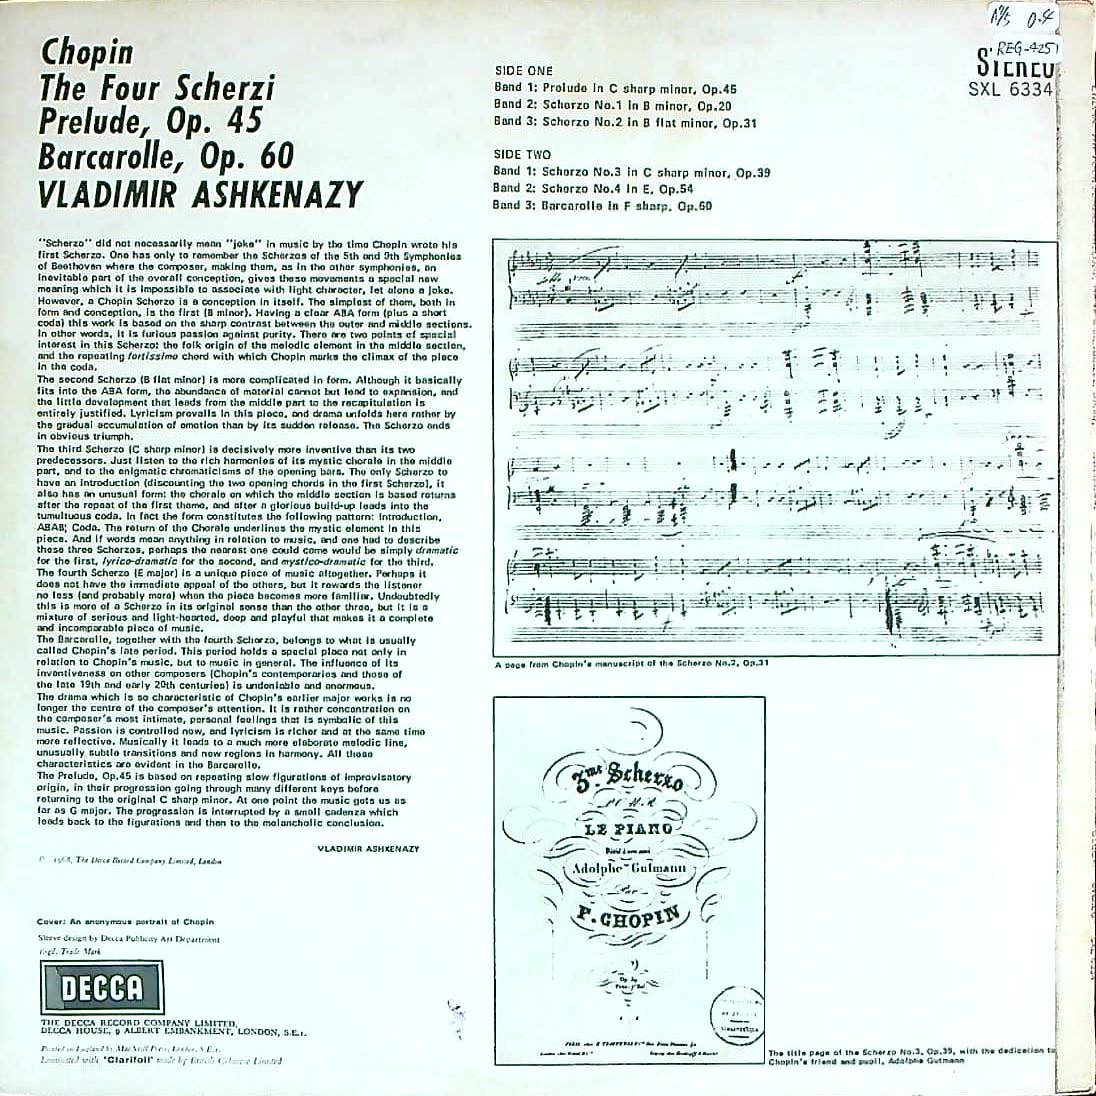 Chopin
The Four Scherzi
Prelude, Op. 45
Barcarolle, Op. 60
VLADIMIR ASHKENAZY
SIDE ONE
Band 1: Prelude in C sharp minor, Op.45
Band 2: Scherzo No.1 in B minor, Op.20
Band 3: Scherzo No.2 in B flat minor, Op.31
SIDE TWO
Band 1: Scherzo No.3 in C sharp minor, Op.39
Band 2: Scherzo No.4 in E, Op.54
Band 3: Barcarolle in F sharp, Op.60
REG-4251
STEREO
SXL 6334
"Scherzo" did not necessarily mean "joke" in music by the time Chopin wrote his
first Scherzo. One has only to remember the Scherzos of the 5th and 9th Symphonies
of Beethoven where the composer, making them, as in the other symphonies, an
inevitable part of the overall conception, gives these movements a special new
meaning which it is impossible to associate with light character, let alone a joke.
However, a Chopin Scherzo is a conception in itself. The simplest of them, both in
form and conception, is the first (B minor). Having a clear ABA form (plus a short
coda) this work is based on the sharp contrast between the outer and middle sections.
In other words, it is furious passion against purity. There are two points of special
interest in this Scherzo: the folk origin of the melodic element in the middle section,
and the repeating fortissimo chord with which Chopin marks the climax of the piece
in the coda.
The second Scherzo (B flat minor) is more complicated in form. Although it basically
fits into the ABA form, the abundance of material cannot but lead to expansion, and
the little development that leads from the middle part to the recapitulation is
entirely justified. Lyricism prevails in this piece, and drama unfolds here rather by
the gradual accumulation of emotion than by its sudden release. The Scherzo ends
in obvious triumph.
The third Scherzo (C sharp minor) is decisively more inventive than its two
predecessors. Just listen to the rich harmonies of its mystic chorale in the middle
part, and to the enigmatic chromaticisms of the opening bars. The only Scherzo to
have an introduction (discounting the two opening chords in the first Scherzo), it
also has an unusual form: the chorale on which the middle section is based returns
after the repeat of the first theme, and after a glorious build-up leads into the
tumultuous coda. In fact the form constitutes the following pattern: Introduction,
ABAB; Coda. The return of the Chorale underlines the mystic element in this
piece. And if words mean anything in relation to music, and one had to describe
these three Scherzos, perhaps the nearest one could come would be simply dramatic
for the first, lyrico-dramatic for the second, and mystico-dramatic for the third.
The fourth Scherzo (E major) is a unique piece of music altogether. Perhaps it
does not have the immediate appeal of the others, but it rewards the listener
no less (and probably more) when the piece becomes more familiar. Undoubtedly
this is more of a Scherzo in its original sense than the other three, but it is a
mixture of serious and light-hearted, deep and playful that makes it a complete
and incomparable piece of music.
The Barcarolle, together with the fourth Scherzo, belongs to what is usually
called Chopin's late period. This period holds a special place not only in
relation to Chopin's music, but to music in general. The influence of its
inventiveness on other composers (Chopin's contemporaries and those of
the late 19th and early 20th centuries) is undeniable and enormous.
The drama which is so characteristic of Chopin's earlier major works is no
longer the centre of the composer's attention. It is rather concentration on
the composer's most intimate, personal feelings that is symbolic of this
music. Passion is controlled now, and lyricism is richer and at the same time
more reflective. Musically it leads to a much more elaborate melodic line,
unusually subtle transitions and new regions in harmony. All these
characteristics are evident in the Barcarolle.
The Prelude, Op.45 is based on repeating slow figurations of improvisatory
origin, in their progression going through many different keys before
returning to the original C sharp minor. At one point the music gets us as
far as G major. The progression is interrupted by a small cadenza which
leads back to the figurations and then to the melancholic conclusion.
VLADIMIR ASHKENAZY
1968, The Decca Record Company Limited, London
A page from Chopin's manuscript of the Scherzo No.2, Op.31
3me Scherzo
POUR
LE PIANO
Dédié à son ami
Adolphe Gutmann
Par
F. CHOPIN
Cover: An anonymous portrait of Chopin
Sleeve design by Decca Publicity Art Department
regd. Trade Mark
DECCA
THE DECCA RECORD COMPANY LIMITED,
DECCA HOUSE, 9 ALBERT EMBANKMENT, LONDON, S.E.1.
Printed in England by MacNeill Press, London, S.E.1.
Laminated with 'Clarifoil' made by British Celanese Limited
The title page of the Scherzo No.3, Op.39, with the dedication to
Chopin's friend and pupil, Adolphe Gutmann